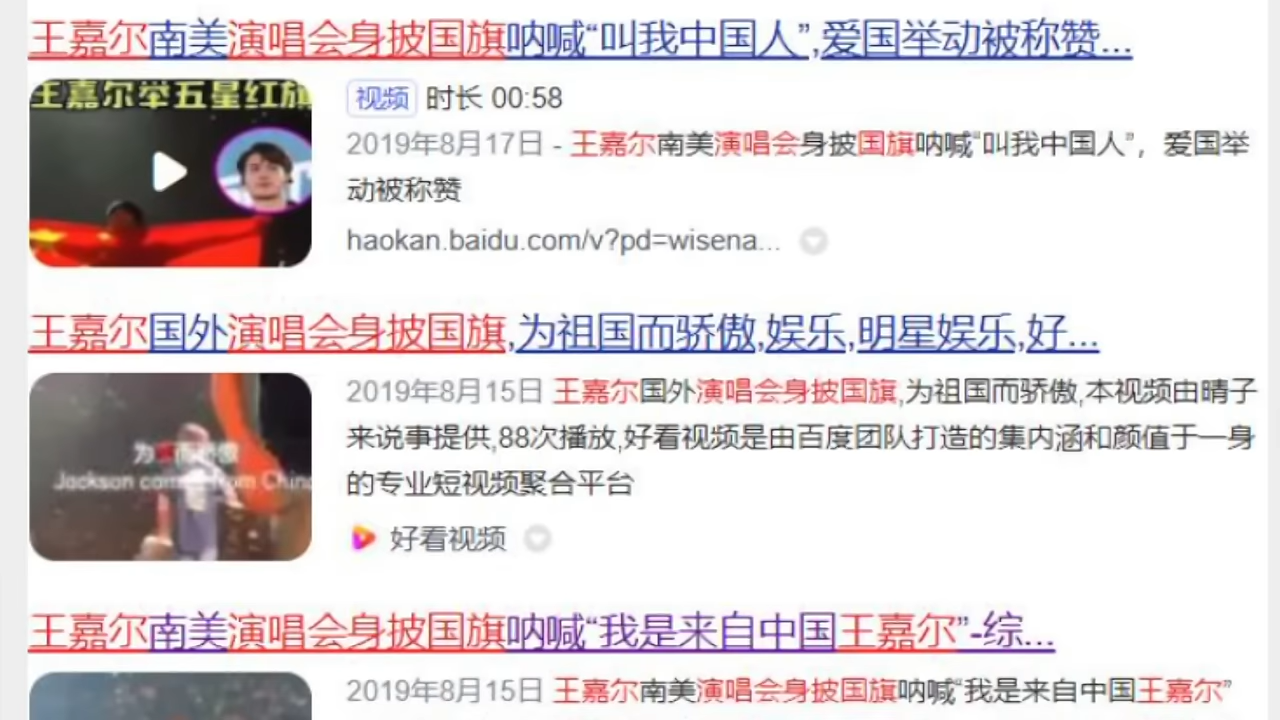 王嘉尔南美演唱会身披国旗呐喊“叫我中国人”,爱国举动被称赞...
王嘉尔举五星红旗
视频 时长 00:58
2019年8月17日 - 王嘉尔南美演唱会身披国旗呐喊“叫我中国人”，爱国举
动被称赞
haokan.baidu.com/v?pd=wisena...
王嘉尔国外演唱会身披国旗,为祖国而骄傲,娱乐,明星娱乐,好...
2019年8月15日 王嘉尔国外演唱会身披国旗,为祖国而骄傲,本视频由晴子
来说事提供,88次播放,好看视频是由百度团队打造的集内涵和颜值于一身
的专业短视频聚合平台
Jackson from China
好看视频
王嘉尔南美演唱会身披国旗呐喊“我是来自中国王嘉尔”-综...
2019年8月15日 王嘉尔南美演唱会身披国旗呐喊“我是来自中国王嘉尔”